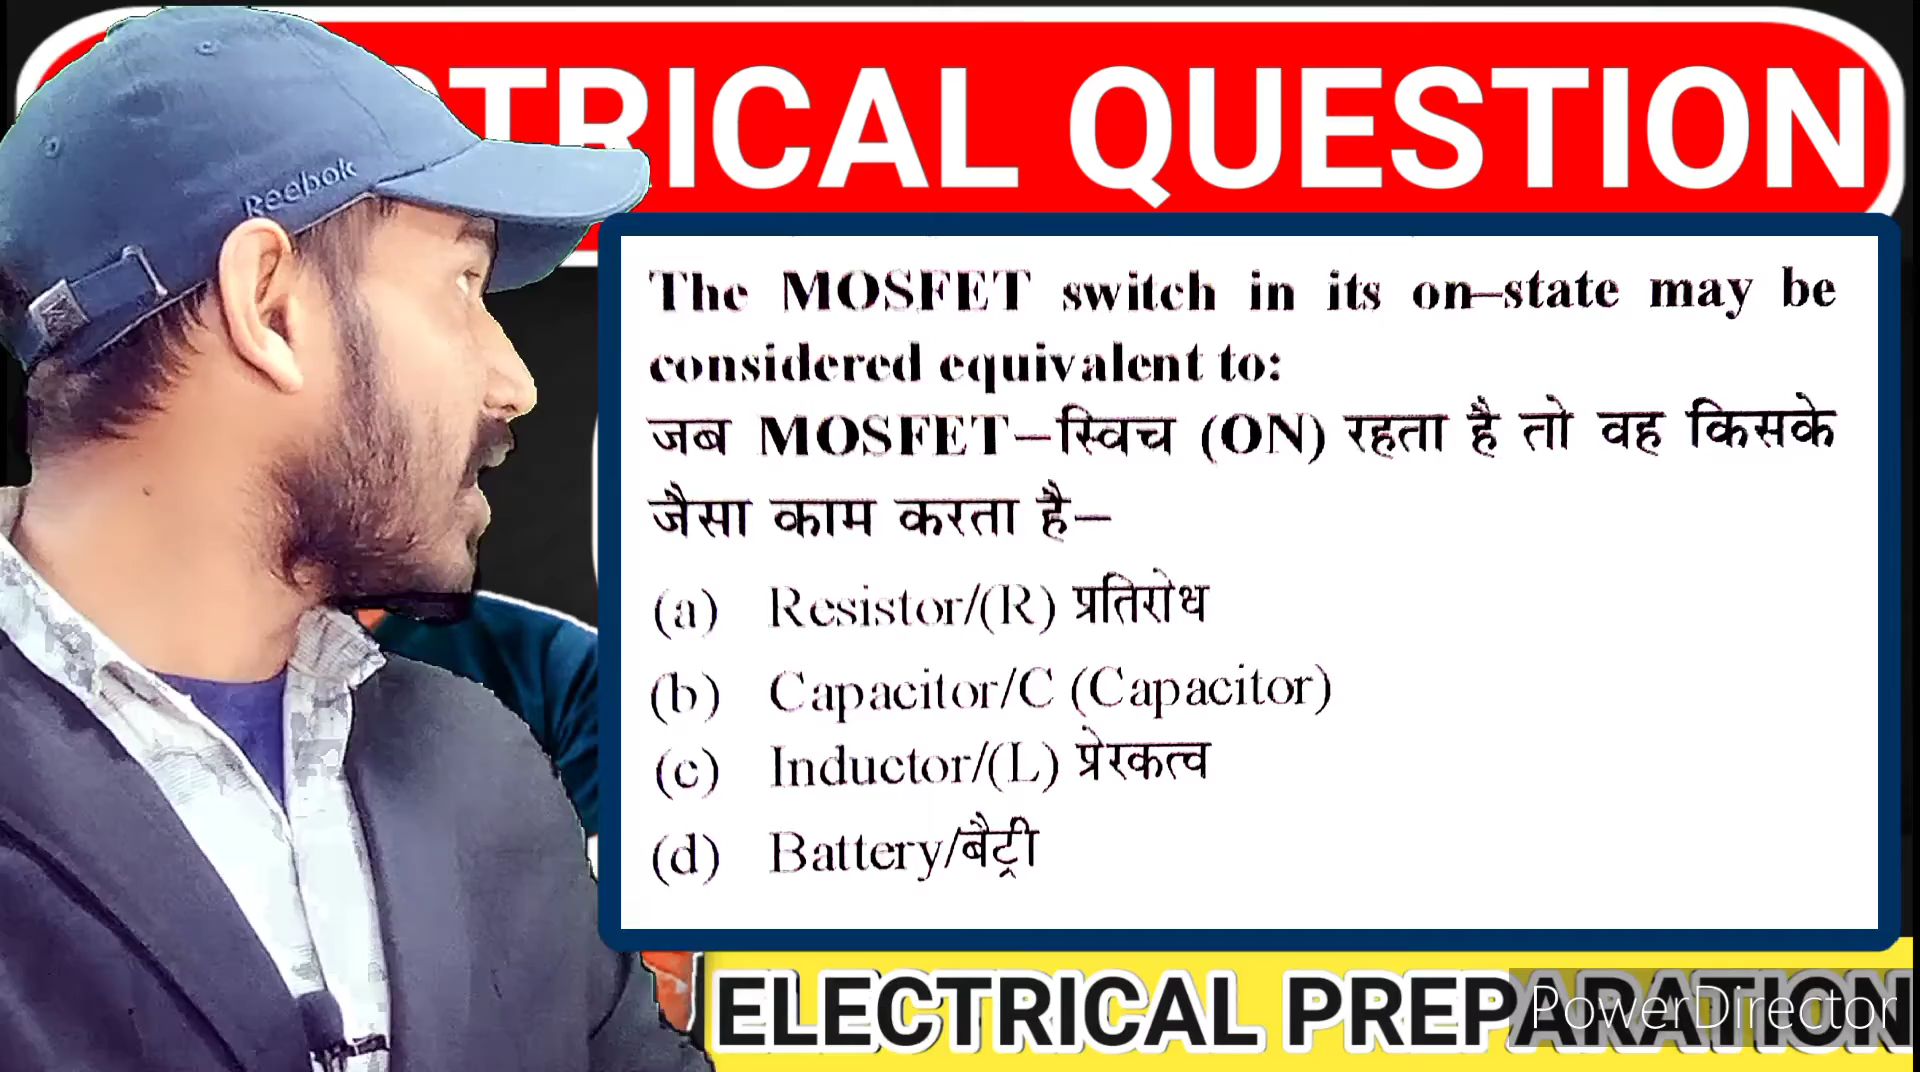 TRICAL QUESTION
Reebok
The MOSFET switch in its on–state may be
considered equivalent to:
जब MOSFET–स्विच (ON) रहता है तो वह किसके
जैसा काम करता है–
(a) Resistor/(R) प्रतिरोध
(b) Capacitor/C (Capacitor)
(c) Inductor/(L) प्रेरकत्व
(d) Battery/बैट्री
ELECTRICAL PREPARATION
PowerDirector